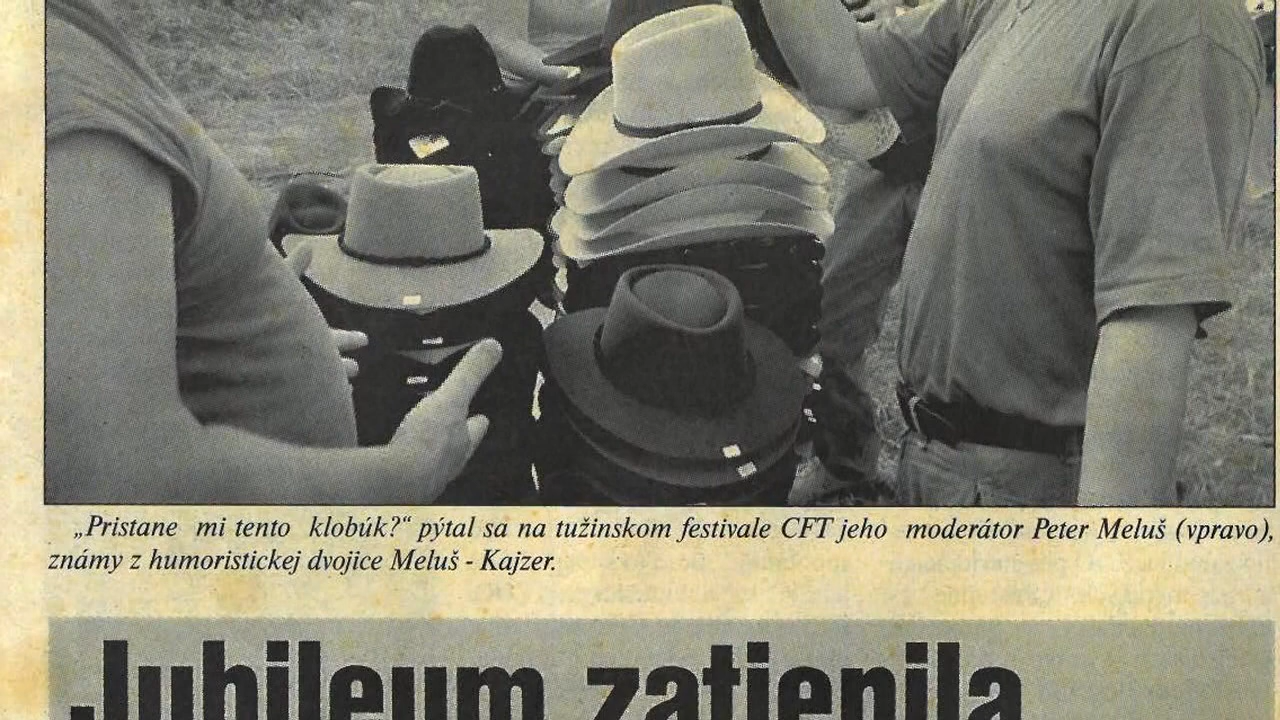 „Pristane mi tento klobúk?“ pýtal sa na tužinskom festivale CFT jeho moderátor Peter Meluš (vpravo),
známy z humoristickej dvojice Meluš - Kajzer.
Jubileum zatienila